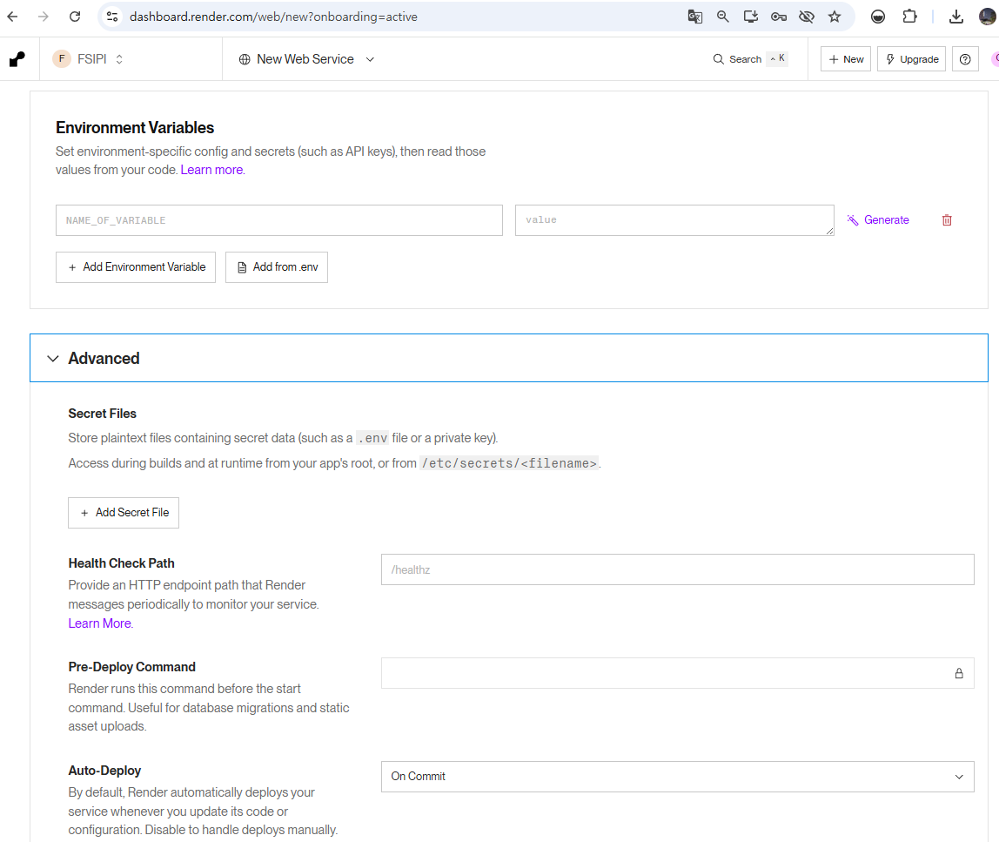 dashboard.render.com/web/new?onboarding=active
F FSIPI
New Web Service
Search
K
+ New
Upgrade
Environment Variables
Set environment-specific config and secrets (such as API keys), then read those
values from your code. Learn more.
NAME_OF_VARIABLE
value
Generate
+ Add Environment Variable
Add from .env
Advanced
Secret Files
Store plaintext files containing secret data (such as a .env file or a private key).
Access during builds and at runtime from your app's root, or from /etc/secrets/<filename>.
+ Add Secret File
Health Check Path
/healthz
Provide an HTTP endpoint path that Render
messages periodically to monitor your service.
Learn More.
Pre-Deploy Command
Render runs this command before the start
command. Useful for database migrations and static
asset uploads.
Auto-Deploy
On Commit
By default, Render automatically deploys your
service whenever you update its code or
configuration. Disable to handle deploys manually.